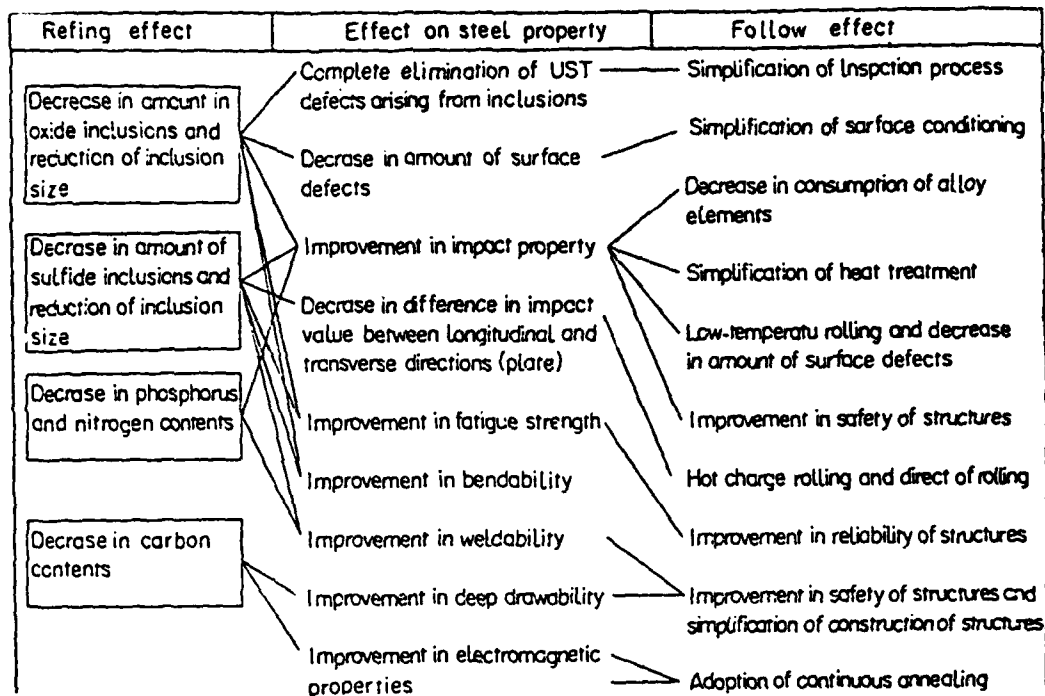 Refing effect
Effect on steel property
Follow effect
Decrease in amount in
oxide inclusions and
reduction of inclusion
size
Decrease in amount of
sulfide inclusions and
reduction of inclusion
size
Decrease in phosphorus
and nitrogen contents
Decrase in carbon
contents
Complete elimination of UST
defects arising from inclusions
Decrease in amount of surface
defects
Improvement in impact property
Decrease in difference in impact
value between longitudinal and
transverse directions (plate)
Improvement in fatigue strength
Improvement in bendability
Improvement in weldability
Improvement in deep drawability
Improvement in electromagnetic
properties
Simplification of Inspction process
Simplification of sarface conditioning
Decrease in consumption of alloy
elements
Simplification of heat treatment
Low-temperatu rolling and decrease
in amount of surface defects
Improvement in safety of structures
Hot charge rolling and direct of rolling
Improvement in reliability of structures
Improvement in safety of structures and
simplification of construction of structures
Adoption of continuous annealing